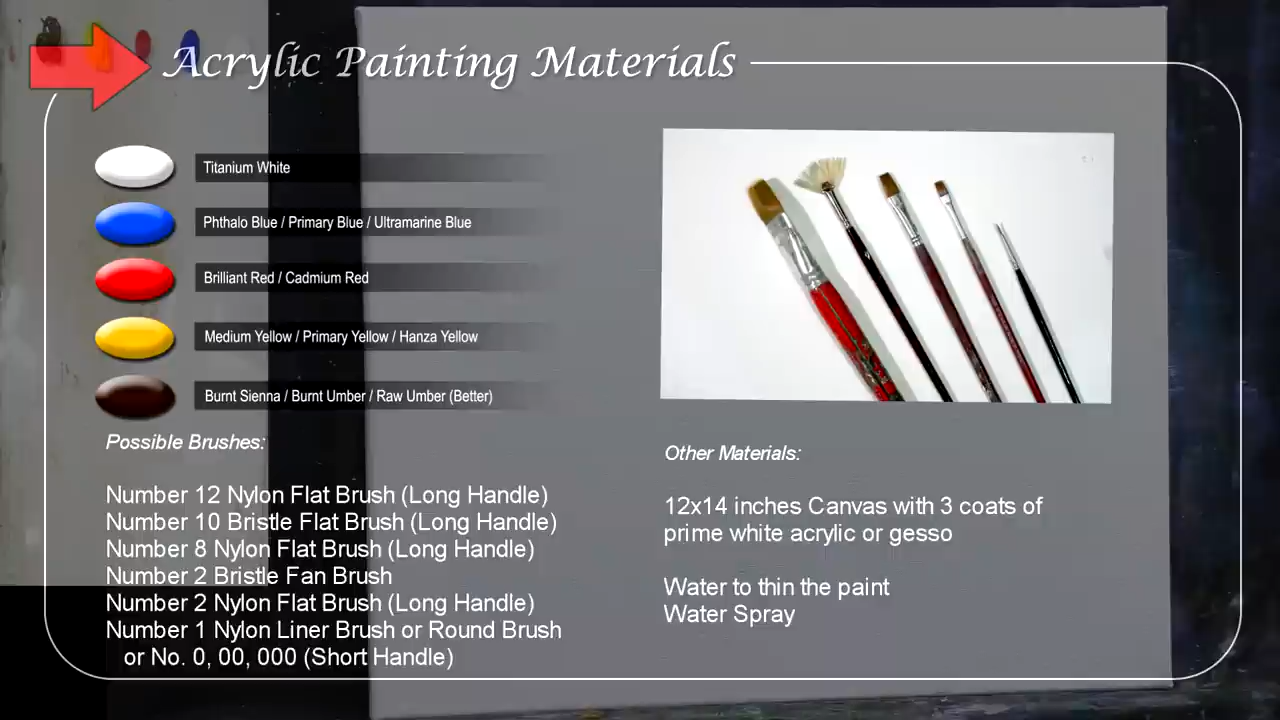 Acrylic Painting Materials
Titanium White
Phthalo Blue / Primary Blue / Ultramarine Blue
Brilliant Red / Cadmium Red
Medium Yellow / Primary Yellow / Hanza Yellow
Burnt Sienna / Burnt Umber / Raw Umber (Better)
Possible Brushes:
Number 12 Nylon Flat Brush (Long Handle)
Number 10 Bristle Flat Brush (Long Handle)
Number 8 Nylon Flat Brush (Long Handle)
Number 2 Bristle Fan Brush
Number 2 Nylon Flat Brush (Long Handle)
Number 1 Nylon Liner Brush or Round Brush
or No. 0, 00, 000 (Short Handle)
Other Materials:
12x14 inches Canvas with 3 coats of
prime white acrylic or gesso
Water to thin the paint
Water Spray